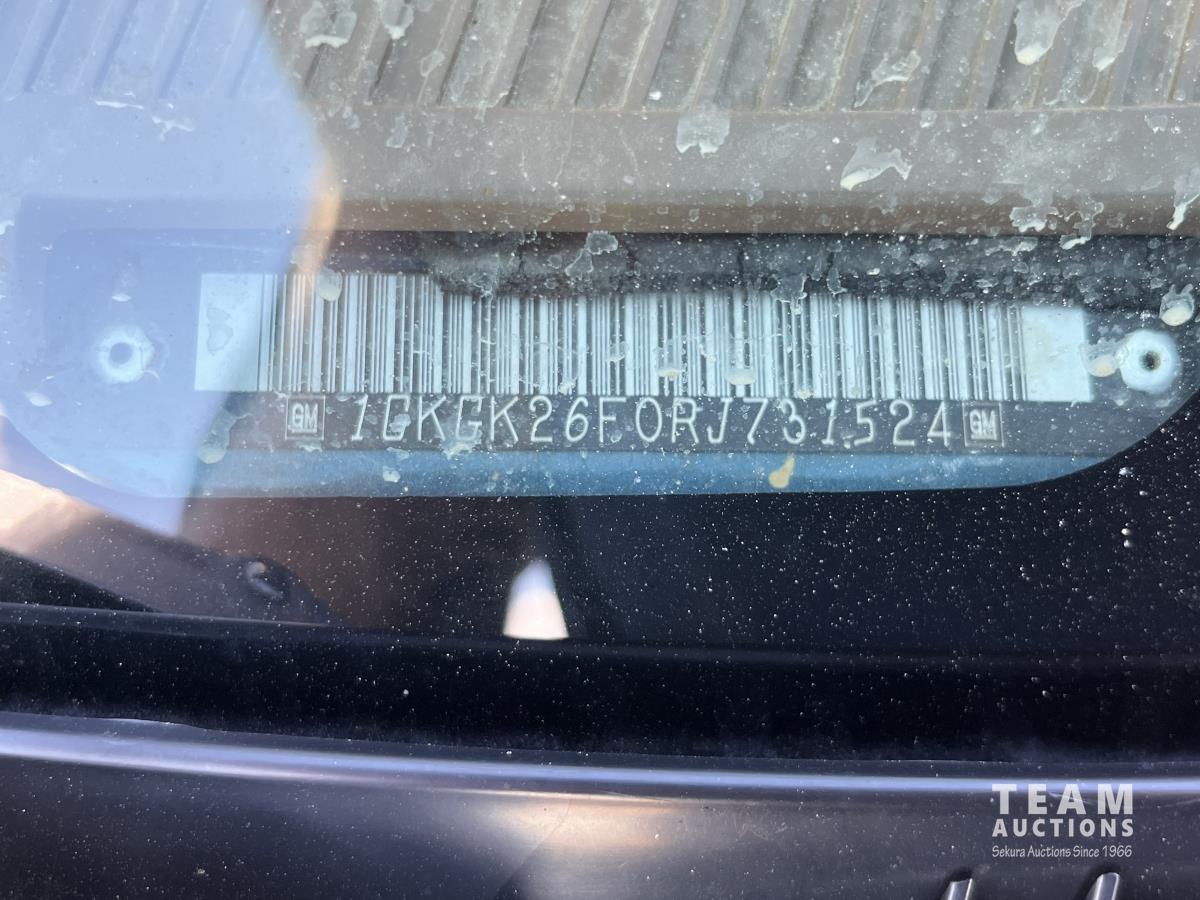 GM 1GKGK26F0RJ731524 GM
TEAM
AUCTIONS
Sekura Auctions Since 1966